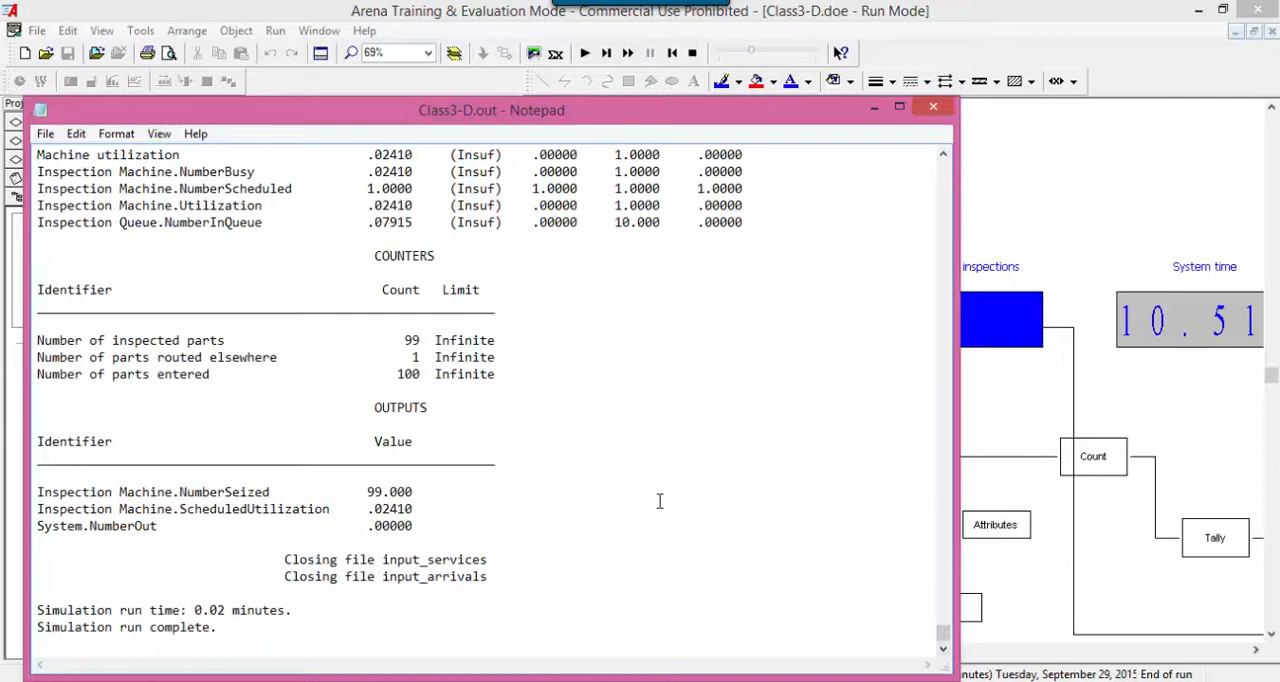 Arena Training & Evaluation Mode - Commercial Use Prohibited - [Class3-D.doe - Run Mode]
File Edit View Tools Arrange Object Run Window Help
69%
Class3-D.out - Notepad
File Edit Format View Help
Machine utilization .02410 (Insuf) .00000 1.0000 .00000
Inspection Machine.NumberBusy .02410 (Insuf) .00000 1.0000 .00000
Inspection Machine.NumberScheduled 1.0000 (Insuf) 1.0000 1.0000 1.0000
Inspection Machine.Utilization .02410 (Insuf) .00000 1.0000 .00000
Inspection Queue.NumberInQueue .07915 (Insuf) .00000 10.000 .00000
COUNTERS
Identifier Count Limit
Number of inspected parts 99 Infinite
Number of parts routed elsewhere 1 Infinite
Number of parts entered 100 Infinite
OUTPUTS
Identifier Value
Inspection Machine.NumberSeized 99.000
Inspection Machine.ScheduledUtilization .02410
System.NumberOut .00000
Closing file input_services
Closing file input_arrivals
Simulation run time: 0.02 minutes.
Simulation run complete.
inspections System time
10.51
Count
Attributes
Tally
nutes) Tuesday, September 29, 2015 End of run